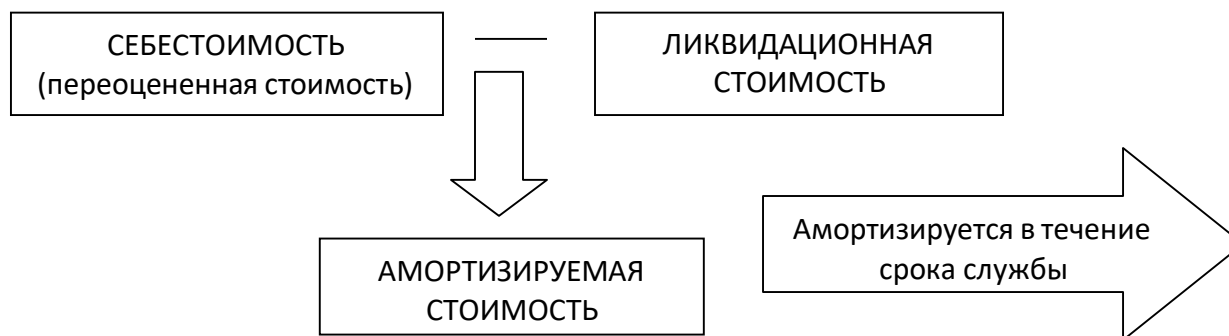 СЕБЕСТОИМОСТЬ
(переоцененная стоимость)
ЛИКВИДАЦИОННАЯ
СТОИМОСТЬ
АМОРТИЗИРУЕМАЯ
СТОИМОСТЬ
Амортизируется в течение
срока службы